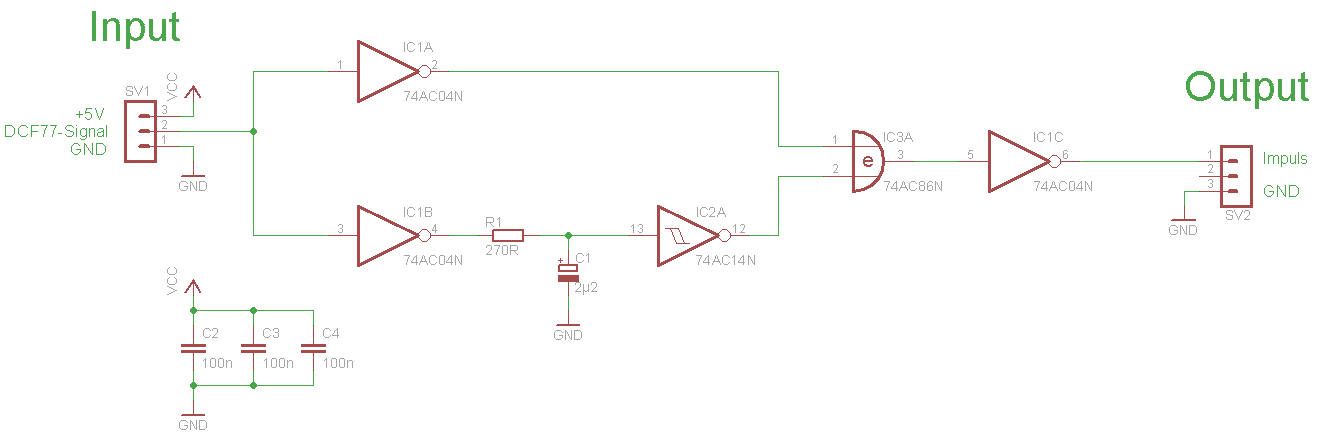 Input
Output
IC1A
1
2
74AC04N
SV1
VCC
+5V
3
DCF77-Signal
2
GND
1
GND
IC3A
1
e
3
2
74AC86N
IC1C
5
6
74AC04N
1
Impuls
2
3
GND
SV2
GND
IC1B
3
4
74AC04N
R1
270R
C1
+
2µ2
GND
IC2A
13
12
74AC14N
VCC
C2
C3
C4
100n
100n
100n
GND